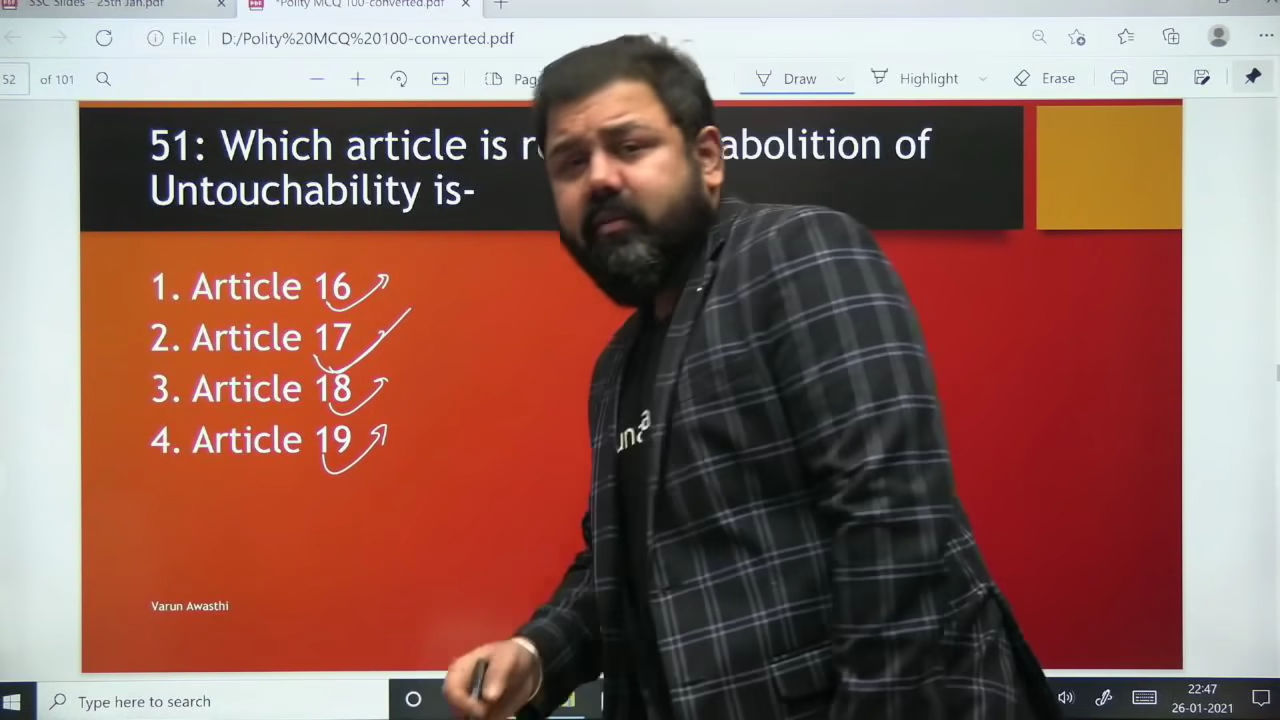 SSC Slides - 25th Jan.pdf
*Polity MCQ 100-converted.pdf
File D:/Polity%20MCQ%20100-converted.pdf
52 of 101
Draw Highlight Erase
51: Which article is abolition of
Untouchability is-
1. Article 16
2. Article 17
3. Article 18
4. Article 19
Varun Awasthi
Type here to search
22:47
26-01-2021